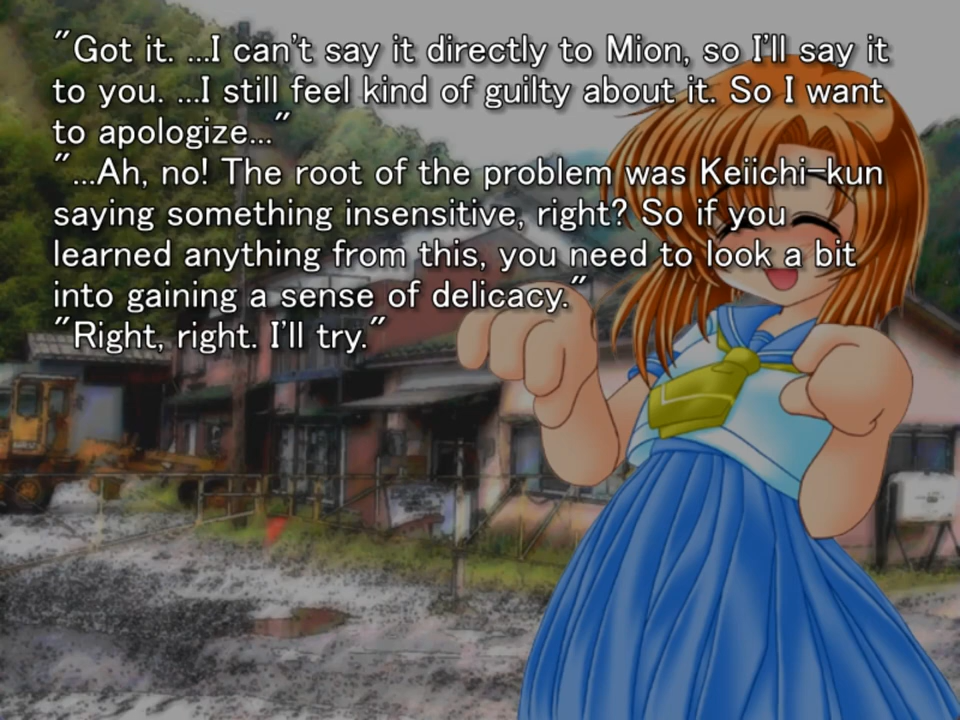 "Got it. ...I can't say it directly to Mion, so I'll say it
to you. ...I still feel kind of guilty about it. So I want
to apologize..."
"...Ah, no! The root of the problem was Keiichi-kun
saying something insensitive, right? So if you
learned anything from this, you need to look a bit
into gaining a sense of delicacy."
"Right, right. I'll try."